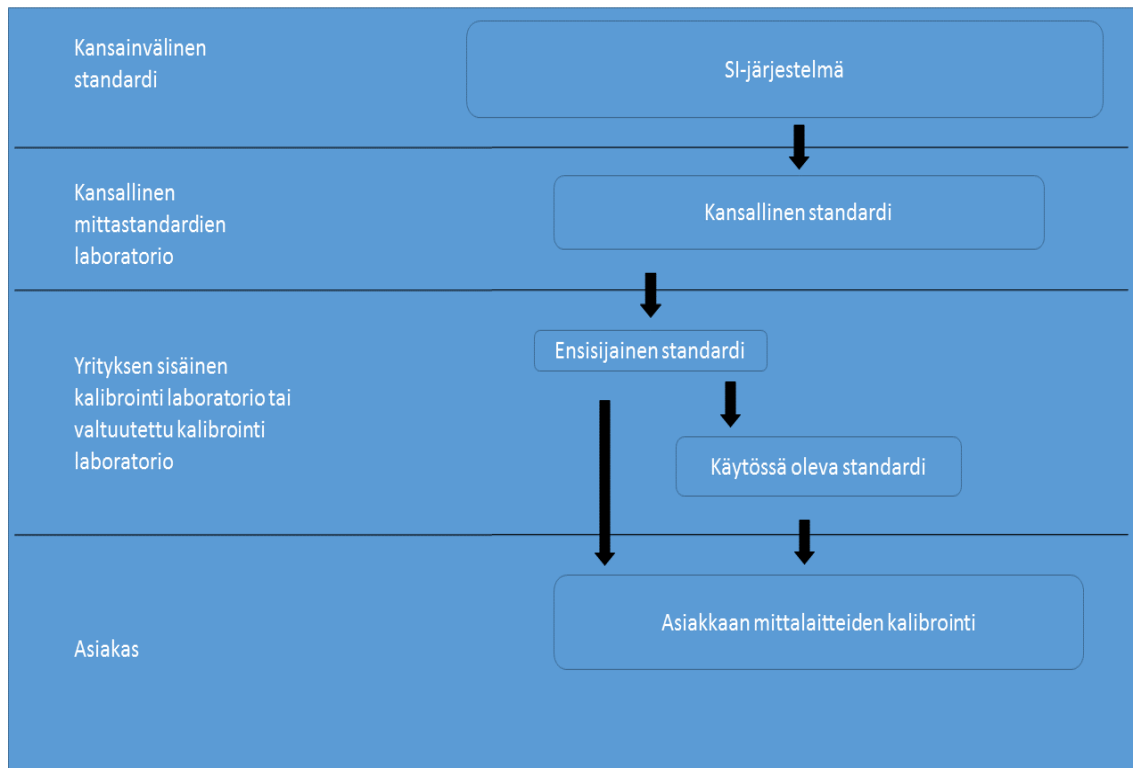 Kansainvälinen
standardi
SI-järjestelmä
Kansallinen
mittastandardien
laboratorio
Kansallinen standardi
Yrityksen sisäinen
kalibrointi laboratorio tai
valtuutettu kalibrointi
laboratorio
Ensisijainen standardi
Käytössä oleva standardi
Asiakas
Asiakkaan mittalaitteiden kalibrointi